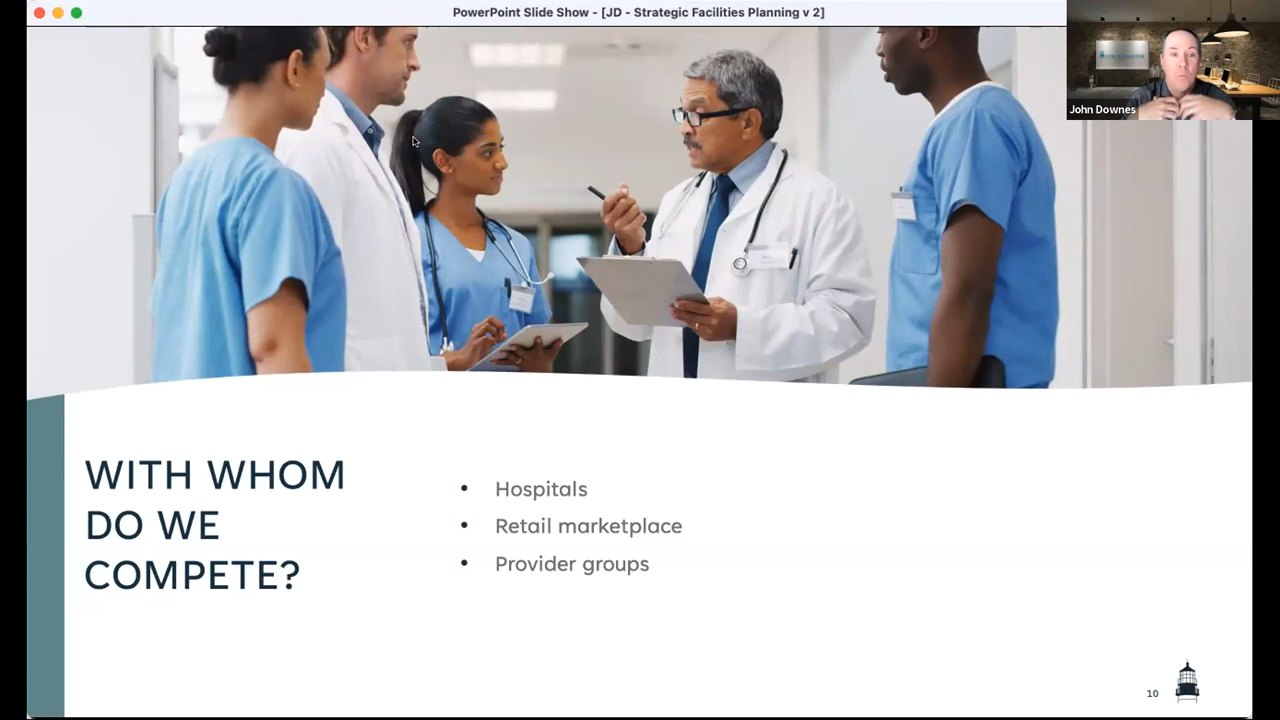 PowerPoint Slide Show - [JD - Strategic Facilities Planning v 2]
John Downes
WITH WHOM
DO WE
COMPETE?
• Hospitals
• Retail marketplace
• Provider groups
10